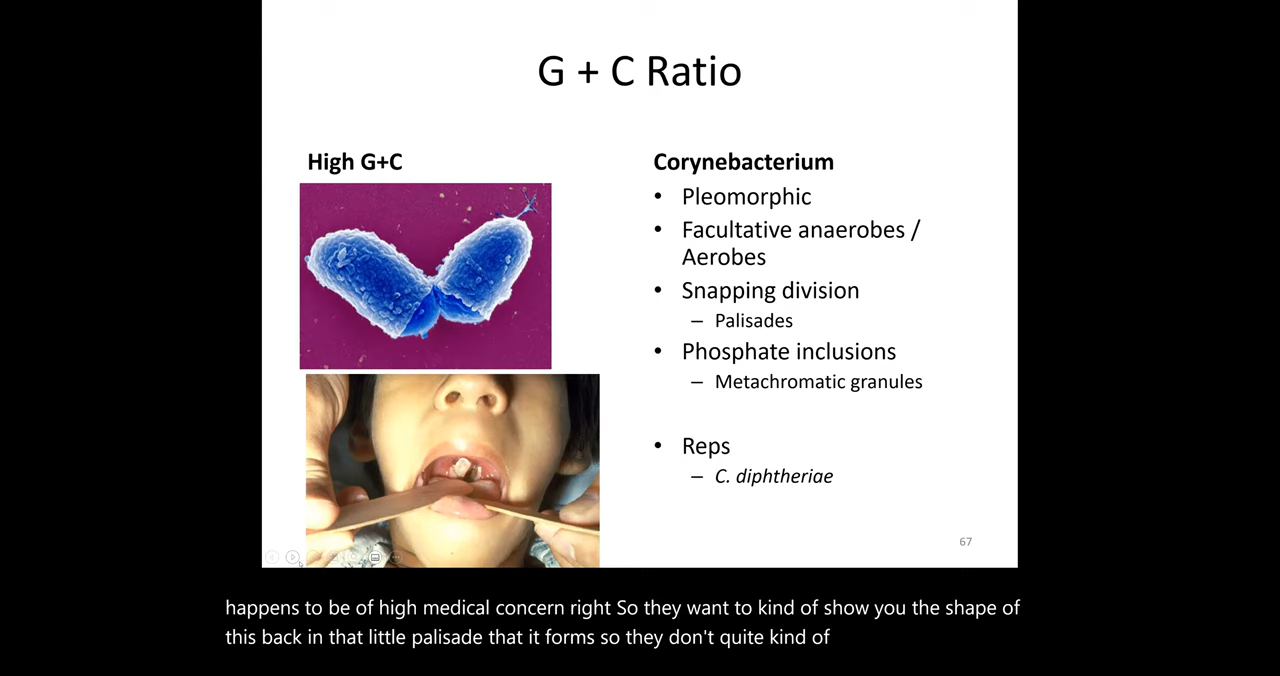 G + C Ratio
High G+C
Corynebacterium
• Pleomorphic
• Facultative anaerobes /
Aerobes
• Snapping division
– Palisades
• Phosphate inclusions
– Metachromatic granules
• Reps
– C. diphtheriae
67
happens to be of high medical concern right So they want to kind of show you the shape of
this back in that little palisade that it forms so they don't quite kind of